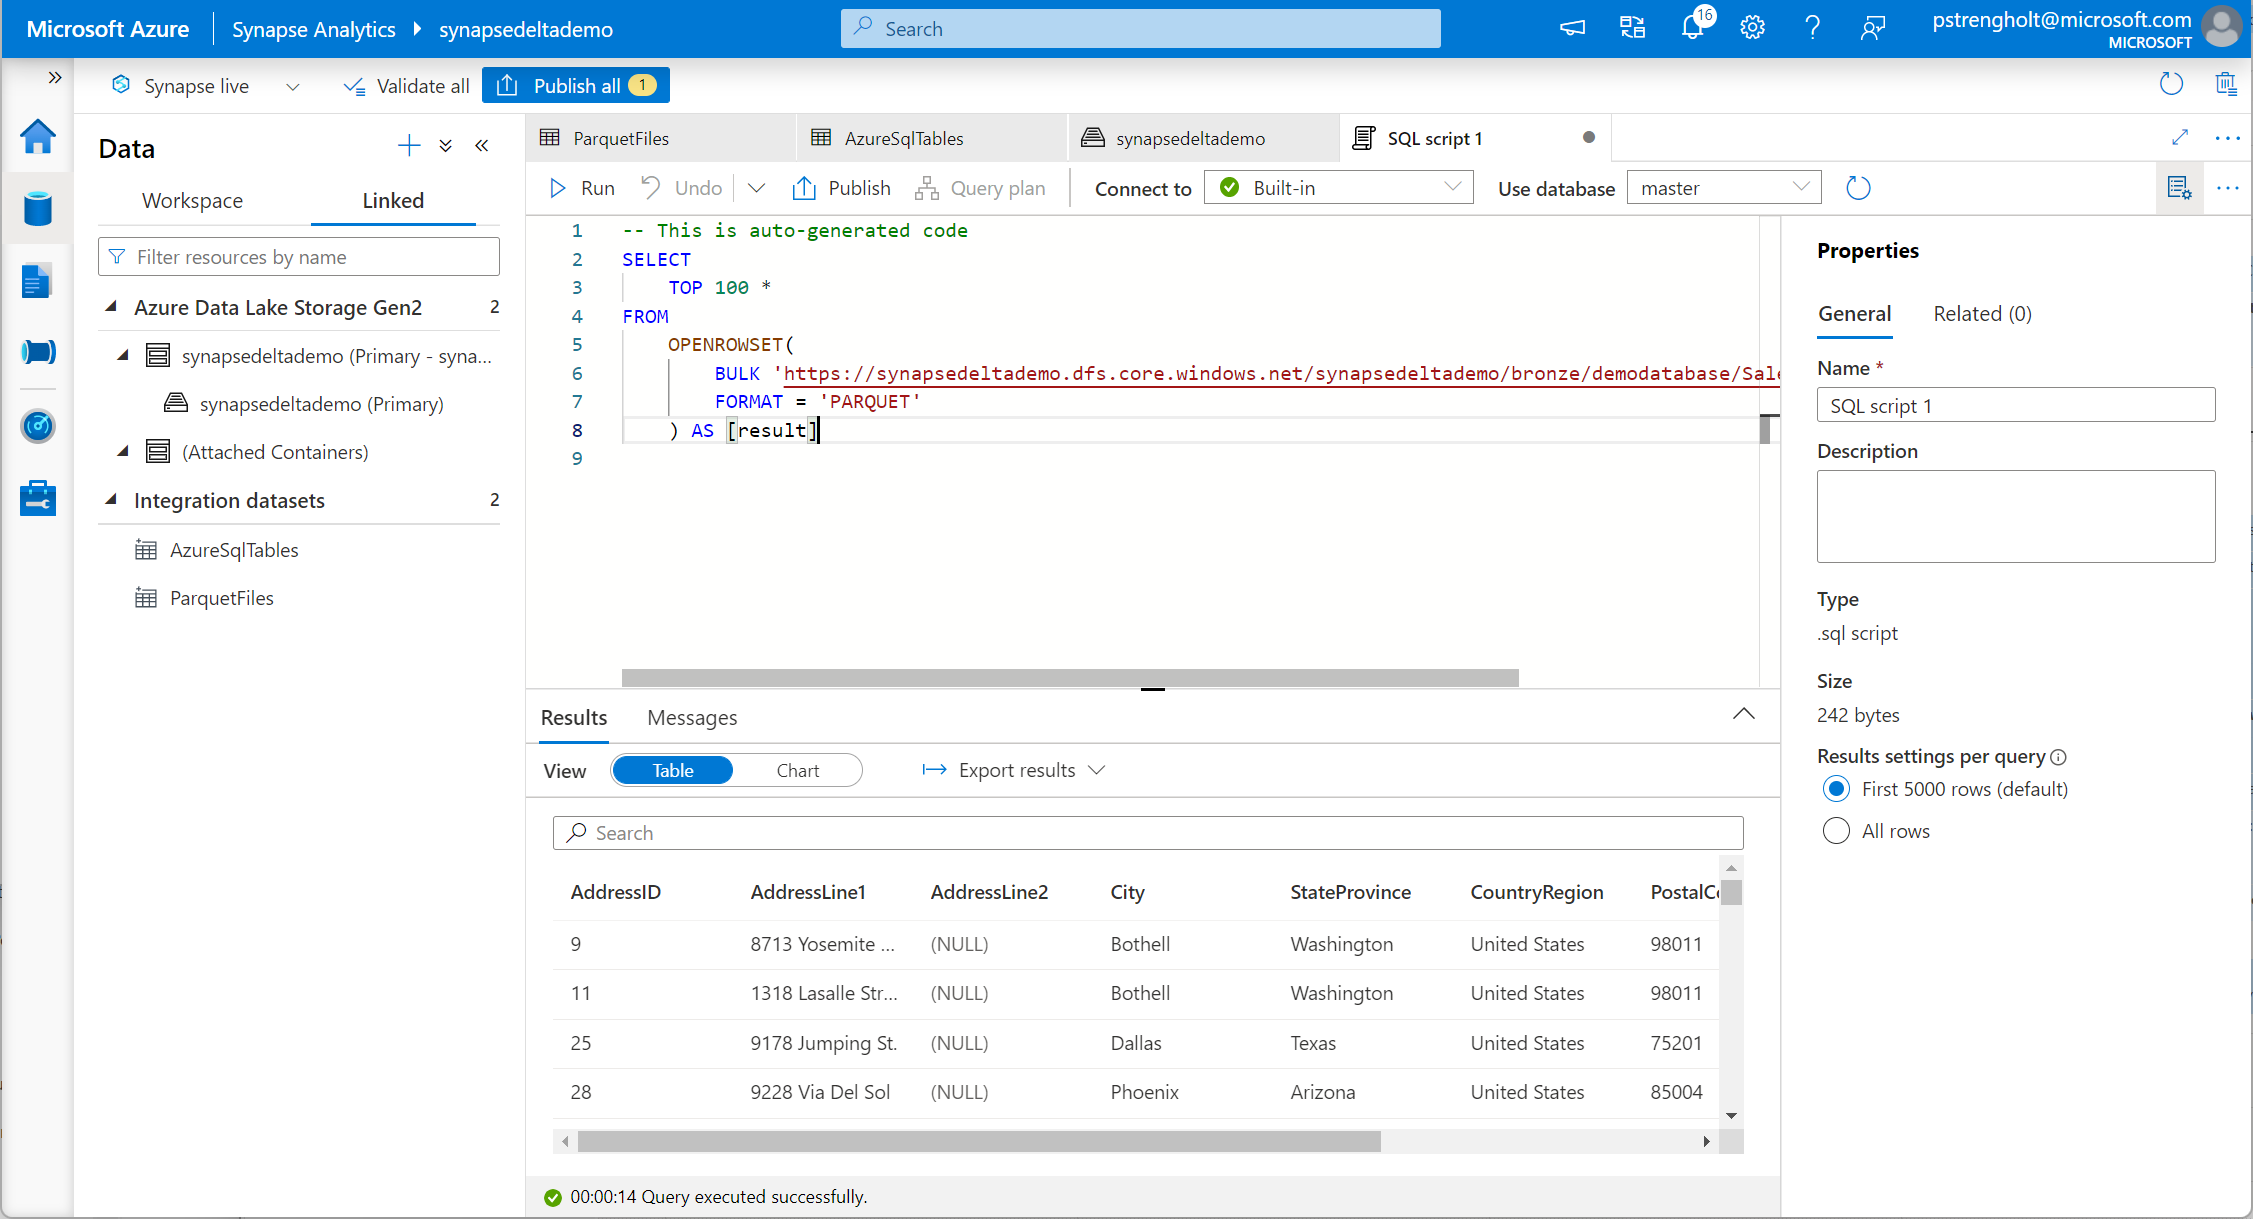 Microsoft Azure
Synapse Analytics
synapsedeltademo
Search
16
pstrengholt@microsoft.com
MICROSOFT
Synapse live
Validate all
Publish all
1
Data
Workspace
Linked
Filter resources by name
Azure Data Lake Storage Gen2
2
synapsedeltademo (Primary - syna...
synapsedeltademo (Primary)
(Attached Containers)
Integration datasets
2
AzureSqlTables
ParquetFiles
ParquetFiles
AzureSqlTables
synapsedeltademo
SQL script 1
Run
Undo
Publish
Query plan
Connect to
Built-in
Use database
master
1 -- This is auto-generated code
2 SELECT
3 TOP 100 *
4 FROM
5 OPENROWSET(
6 BULK 'https://synapsedeltademo.dfs.core.windows.net/synapsedeltademo/bronze/demodatabase/Sale
7 FORMAT = 'PARQUET'
8 ) AS [result]
9
Results
Messages
View
Table
Chart
Export results
Search
AddressID AddressLine1 AddressLine2 City StateProvince CountryRegion PostalCo
9 8713 Yosemite ... (NULL) Bothell Washington United States 98011
11 1318 Lasalle Str... (NULL) Bothell Washington United States 98011
25 9178 Jumping St. (NULL) Dallas Texas United States 75201
28 9228 Via Del Sol (NULL) Phoenix Arizona United States 85004
00:00:14 Query executed successfully.
Properties
General
Related (0)
Name *
SQL script 1
Description
Type
.sql script
Size
242 bytes
Results settings per query
First 5000 rows (default)
All rows